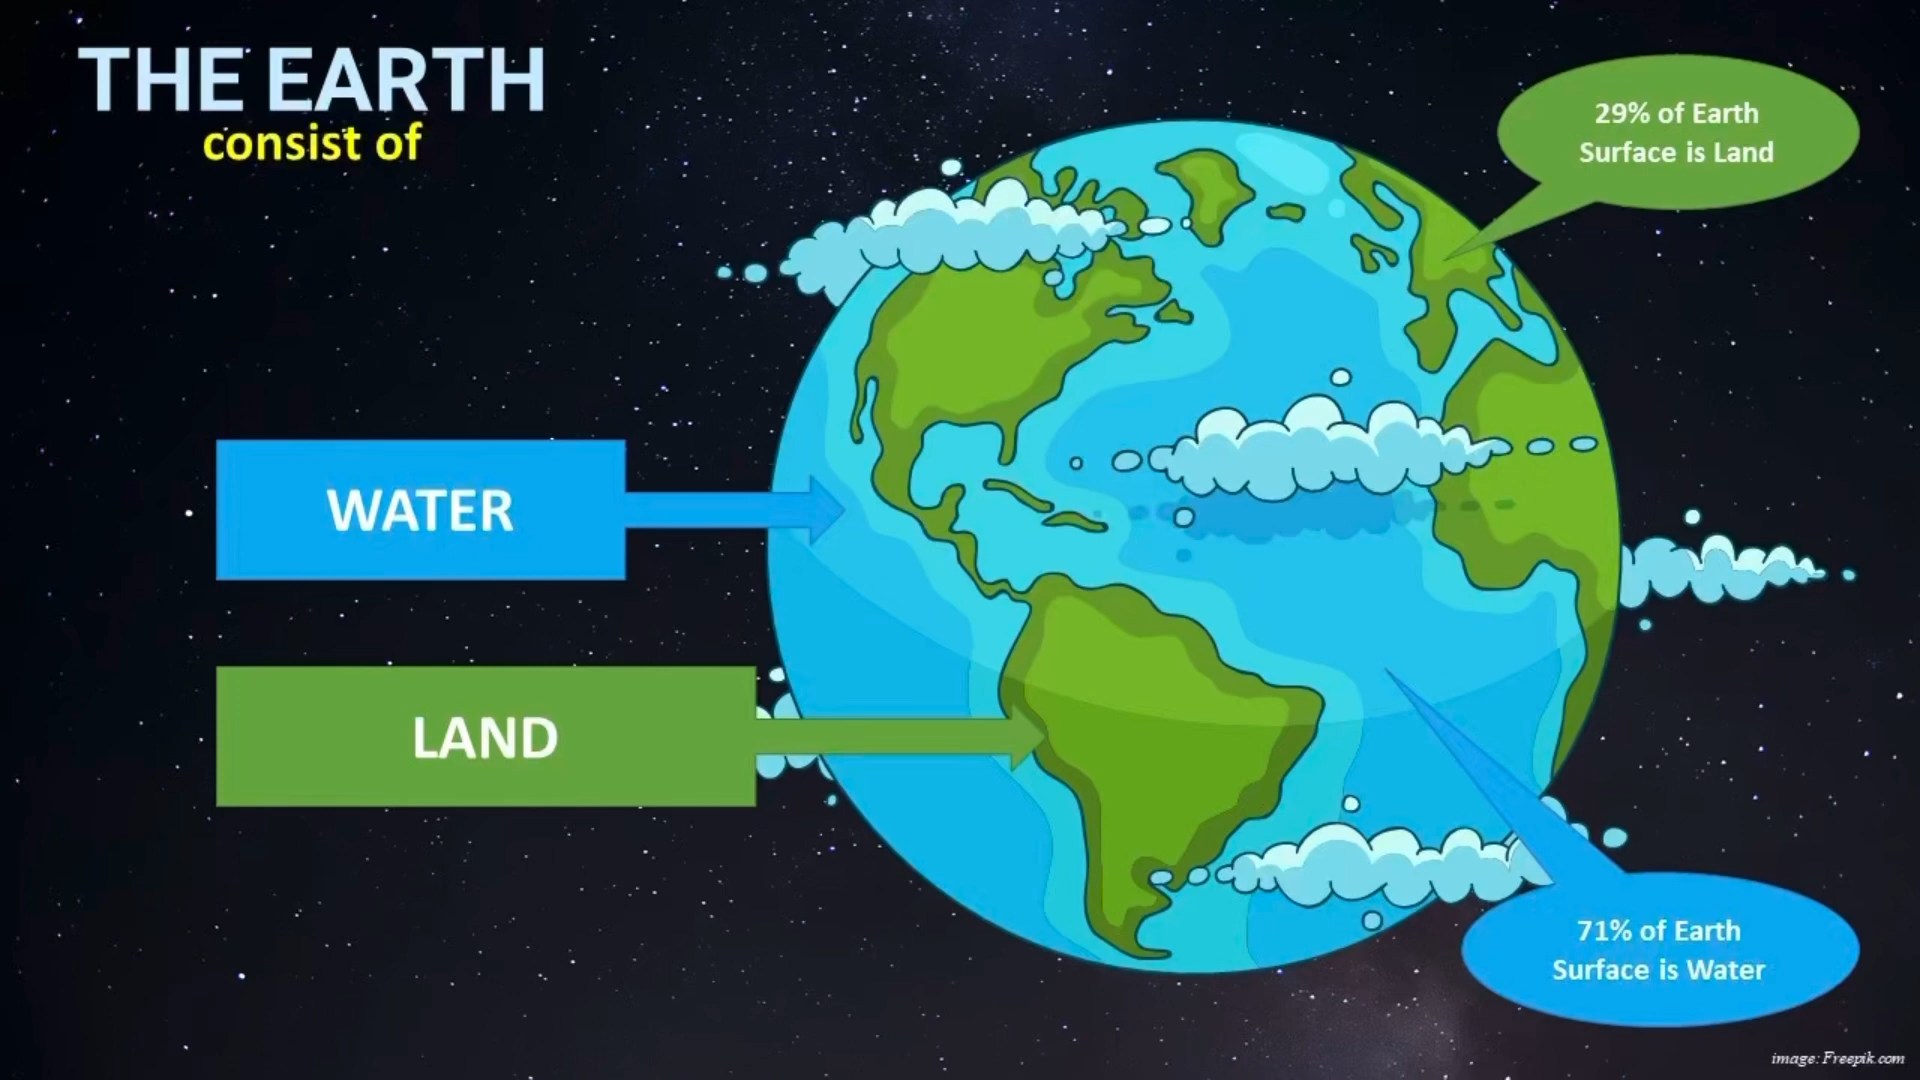 THE EARTH
consist of
29% of Earth
Surface is Land
WATER
LAND
71% of Earth
Surface is Water
image: Freepik.com